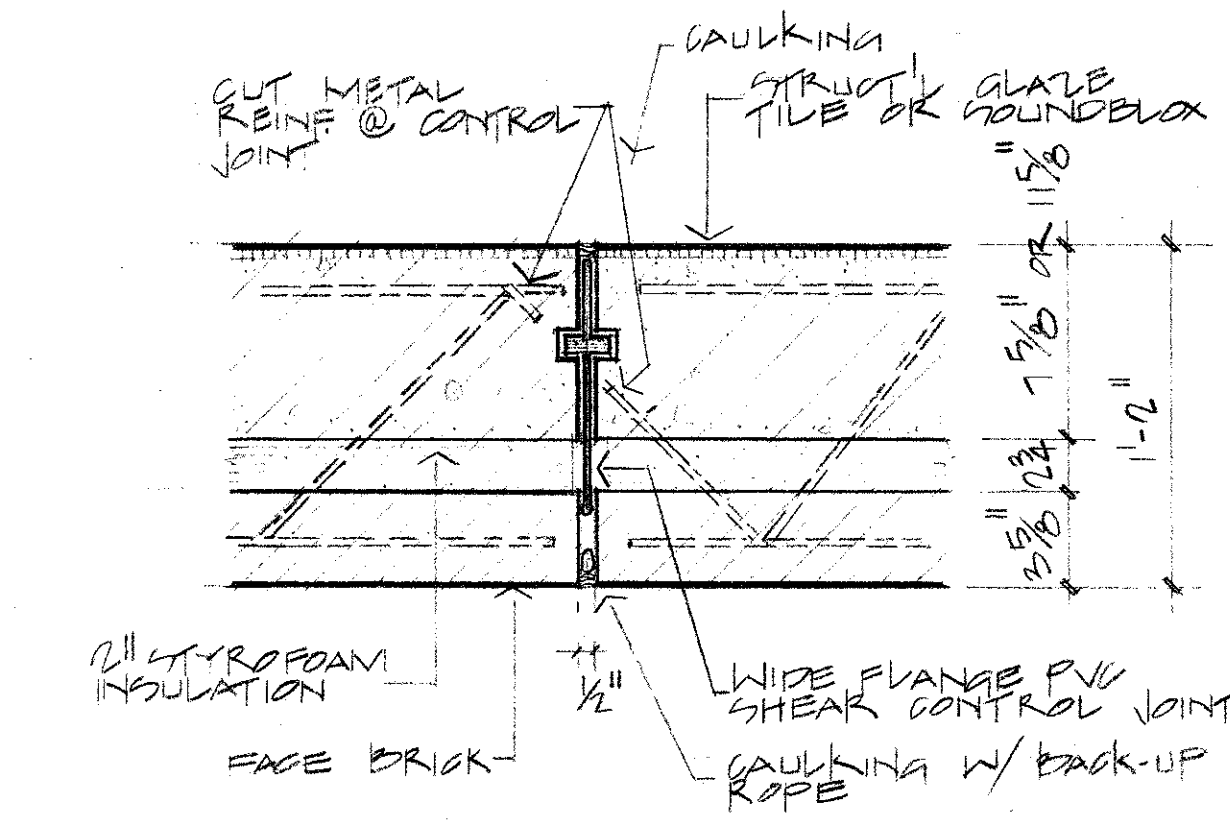 CAULKING
STRUCT'L GLAZE
TILE OR SOUNDBLOX
CUT METAL
REINF. @ CONTROL
JOINT
3 5/8" 2 3/4 7 5/8" OR 11 5/8"
1'-2"
2" STYROFOAM
INSULATION
1/2"
WIDE FLANGE PVC
SHEAR CONTROL JOINT
FACE BRICK
CAULKING W/ BACK-UP
ROPE